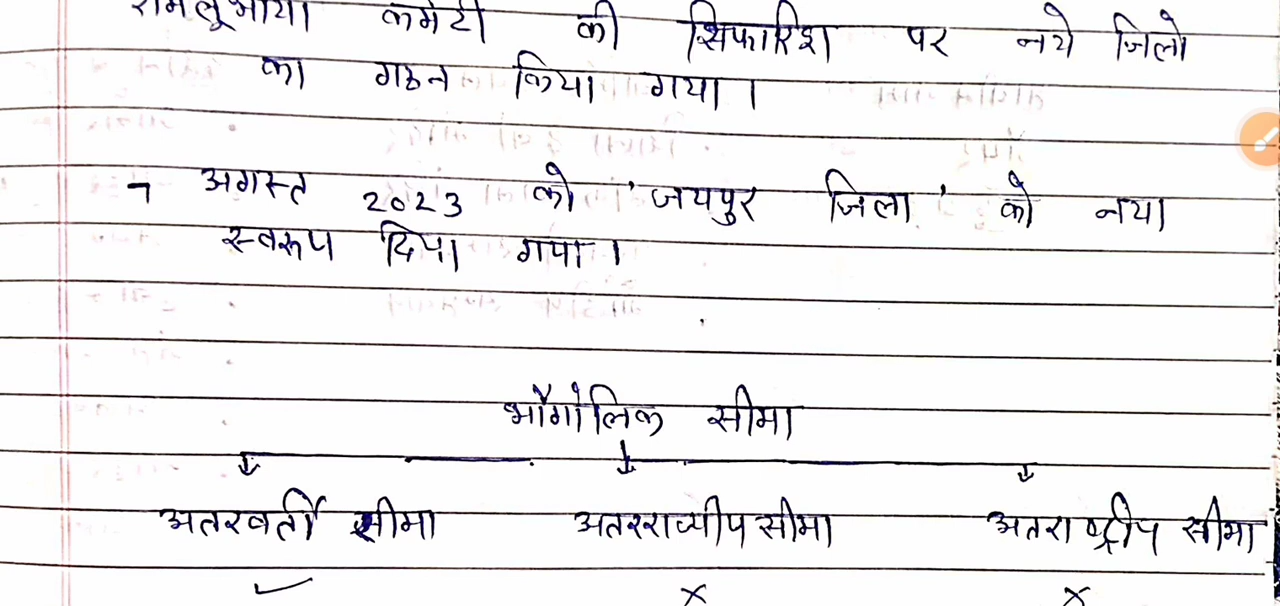 रामलूभाया कमेटी की सिफारिश पर नये जिलो
का गठन किया गया ।
7 अगस्त 2023 को 'जयपुर जिला' को नया
स्वरूप दिया गया ।
भौगोलिक सीमा
अतरवर्ती सीमा अतरराज्यीय सीमा अतराष्ट्रीय सीमा
✓ × ×